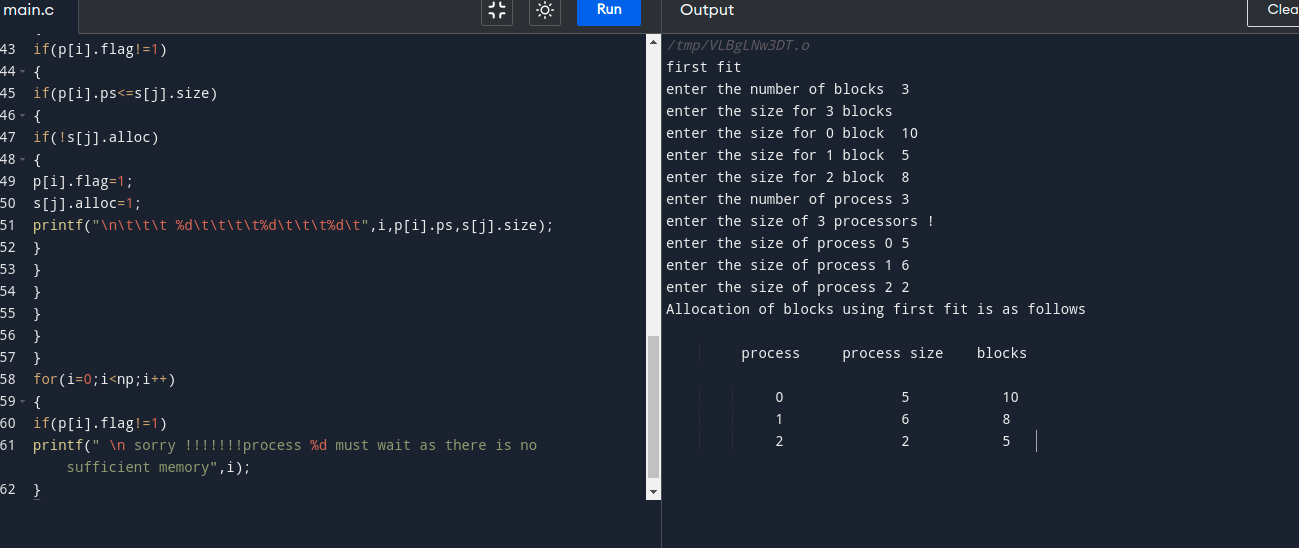 main.c
Run
43 if(p[i].flag!=1)
44 {
45 if(p[i].ps<=s[j].size)
46 {
47 if(!s[j].alloc)
48 {
49 p[i].flag=1;
50 s[j].alloc=1;
51 printf("\n\t\t\t %d\t\t\t\t%d\t\t\t%d\t",i,p[i].ps,s[j].size);
52 }
53 }
54 }
55 }
56 }
57 }
58 for(i=0;i<np;i++)
59 {
60 if(p[i].flag!=1)
61 printf(" \n sorry !!!!!!!process %d must wait as there is no
sufficient memory",i);
62 }
Output
Clea
/tmp/VLBgLNw3DT.o
first fit
enter the number of blocks  3
enter the size for 3 blocks
enter the size for 0 block  10
enter the size for 1 block  5
enter the size for 2 block  8
enter the number of process 3
enter the size of 3 processors !
enter the size of process 0 5
enter the size of process 1 6
enter the size of process 2 2
Allocation of blocks using first fit is as follows
process     process size    blocks
0     5     10
1     6     8
2     2     5